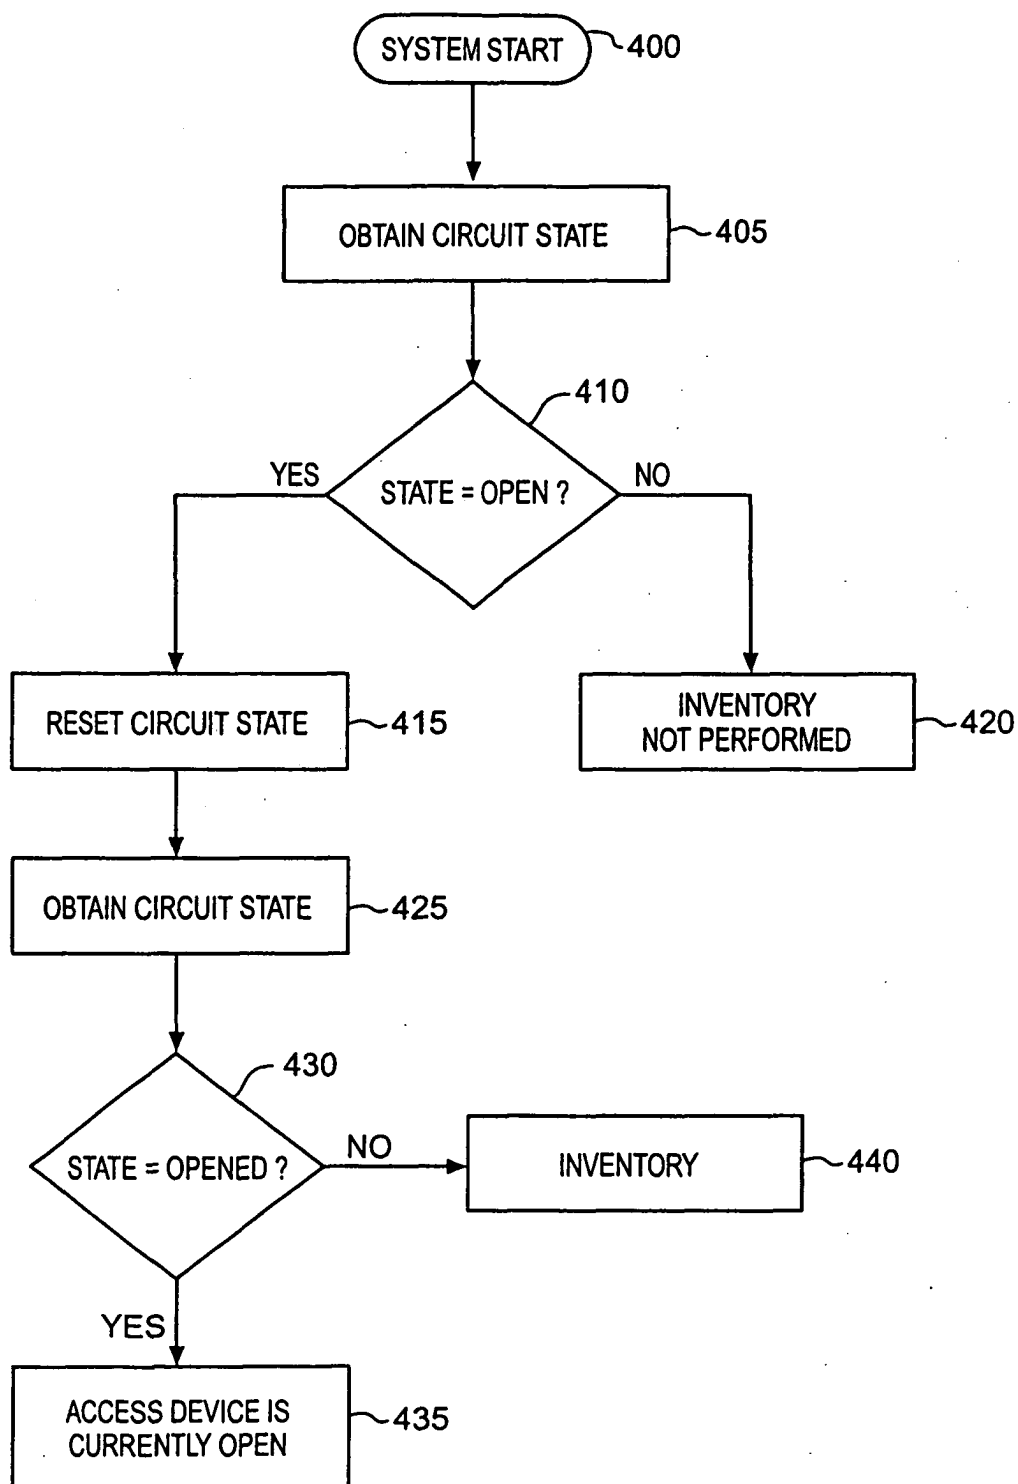 SYSTEM START
400
OBTAIN CIRCUIT STATE
405
410
STATE = OPEN ?
YES
NO
RESET CIRCUIT STATE
415
INVENTORY
NOT PERFORMED
420
OBTAIN CIRCUIT STATE
425
430
STATE = OPENED ?
NO
INVENTORY
440
YES
ACCESS DEVICE IS
CURRENTLY OPEN
435